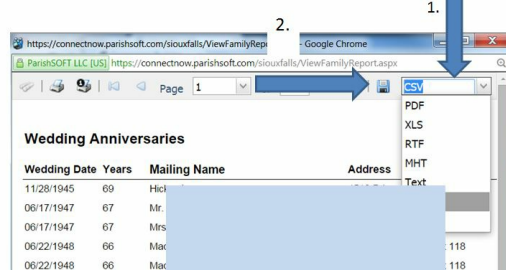 1.
2.
https://connectnow.parishsoft.com/siouxfalls/ViewFamilyRepo - Google Chrome
ParishSOFT LLC [US] https://connectnow.parishsoft.com/siouxfalls/ViewFamilyReport.aspx
Page 1 CSV
PDF
XLS
RTF
MHT
Text
Wedding Anniversaries
Wedding Date Years Mailing Name Address
11/28/1945 69
06/17/1947 67 Mr.
06/17/1947 67 Mrs
06/22/1948 66 118
06/22/1948 66 118